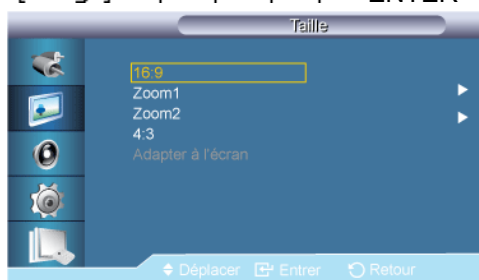 ENTER
Taille
16:9
Zoom1
Zoom2
4:3
Adapter à l'écran
Déplacer Entrer Retour